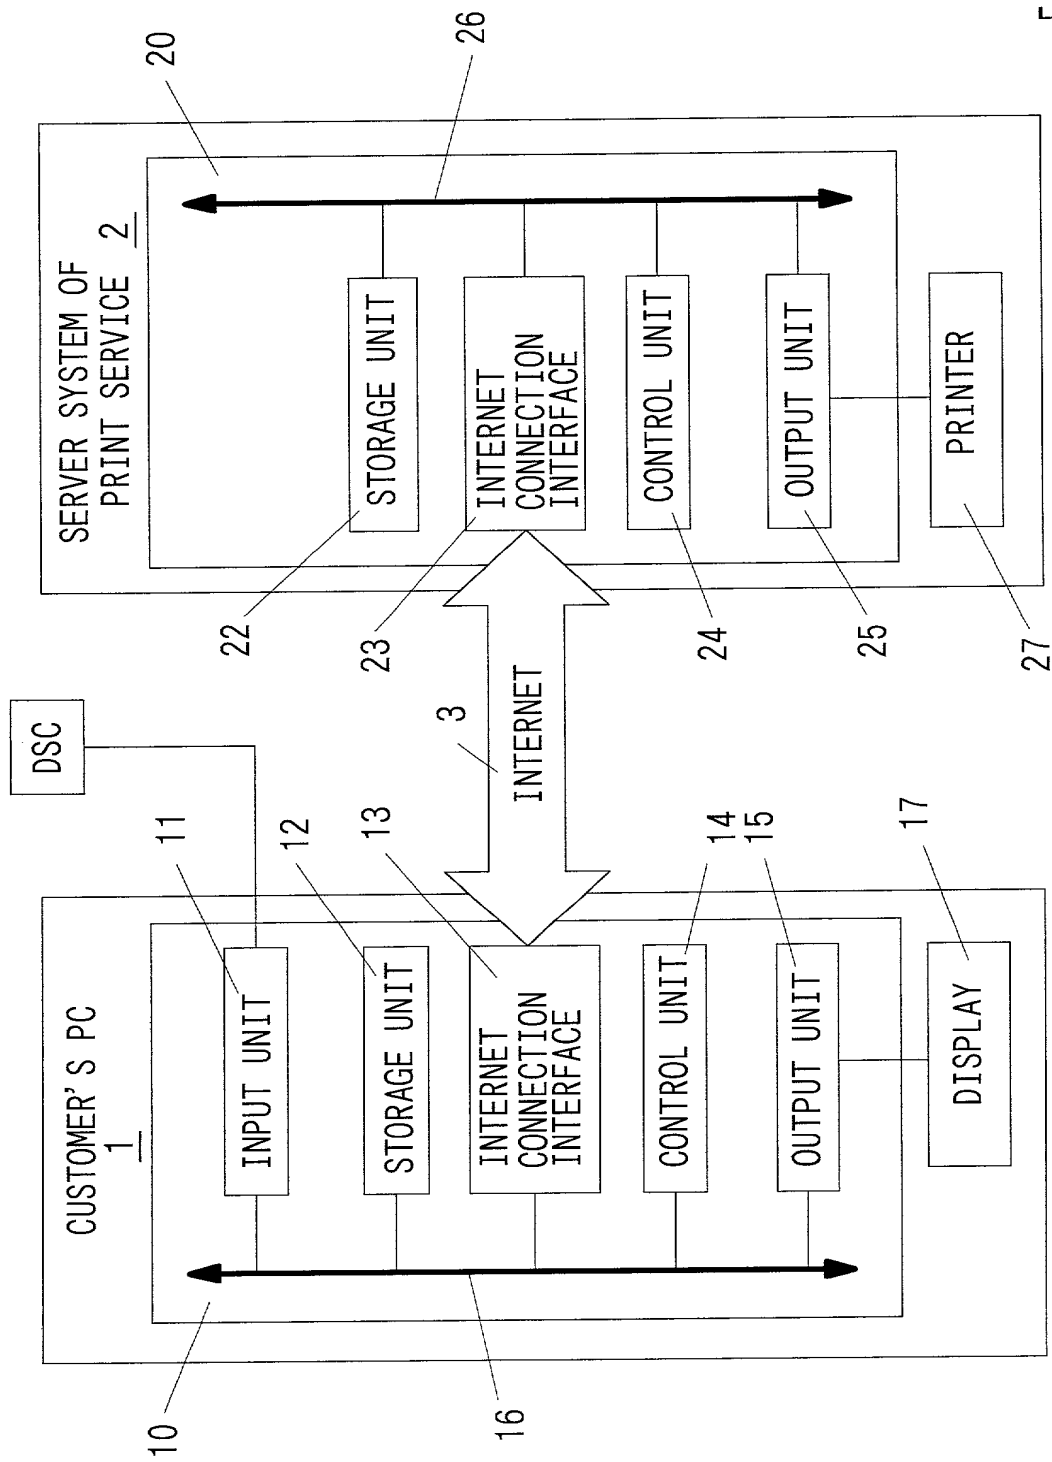 CUSTOMER'S PC
1
10
INPUT UNIT
11
STORAGE UNIT
12
INTERNET
CONNECTION
INTERFACE
13
CONTROL UNIT
14
OUTPUT UNIT
15
16
DISPLAY
17
DSC
3
INTERNET
SERVER SYSTEM OF
PRINT SERVICE
2
20
STORAGE UNIT
22
INTERNET
CONNECTION
INTERFACE
23
CONTROL UNIT
24
OUTPUT UNIT
25
26
PRINTER
27